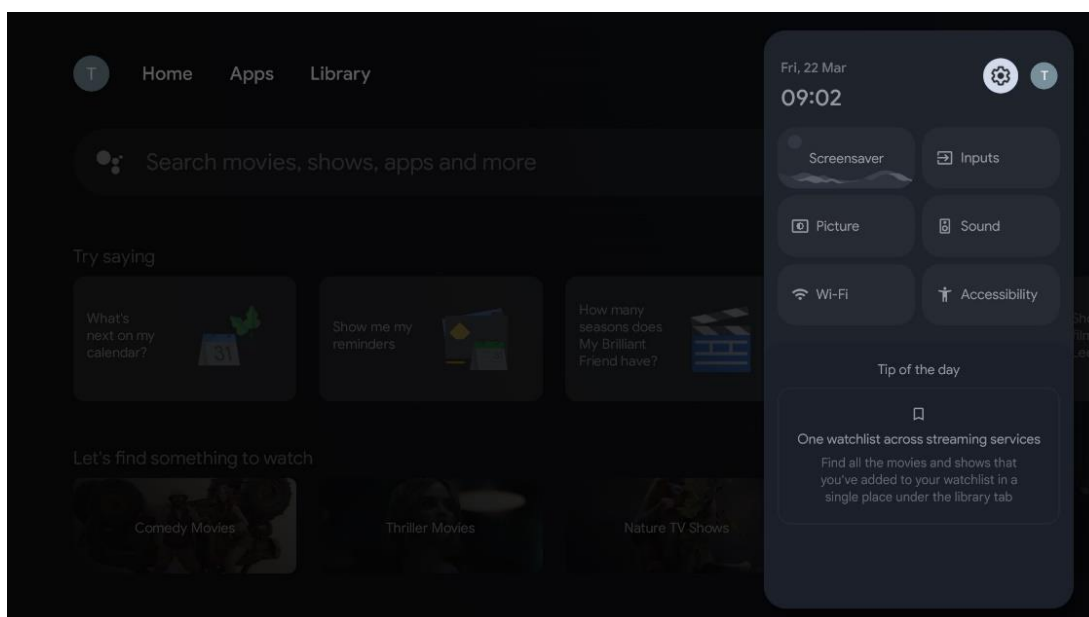 T
Home
Apps
Library
Search movies, shows, apps and more
Try saying
What's
next on my
calendar?
31
Show me my
reminders
How many
seasons does
My Brilliant
Friend have?
Let's find something to watch
Comedy Movies
Thriller Movies
Nature TV Shows
Fri, 22 Mar
09:02
T
Screensaver
Inputs
Picture
Sound
Wi-Fi
Accessibility
Tip of the day
One watchlist across streaming services
Find all the movies and shows that
you've added to your watchlist in a
single place under the library tab